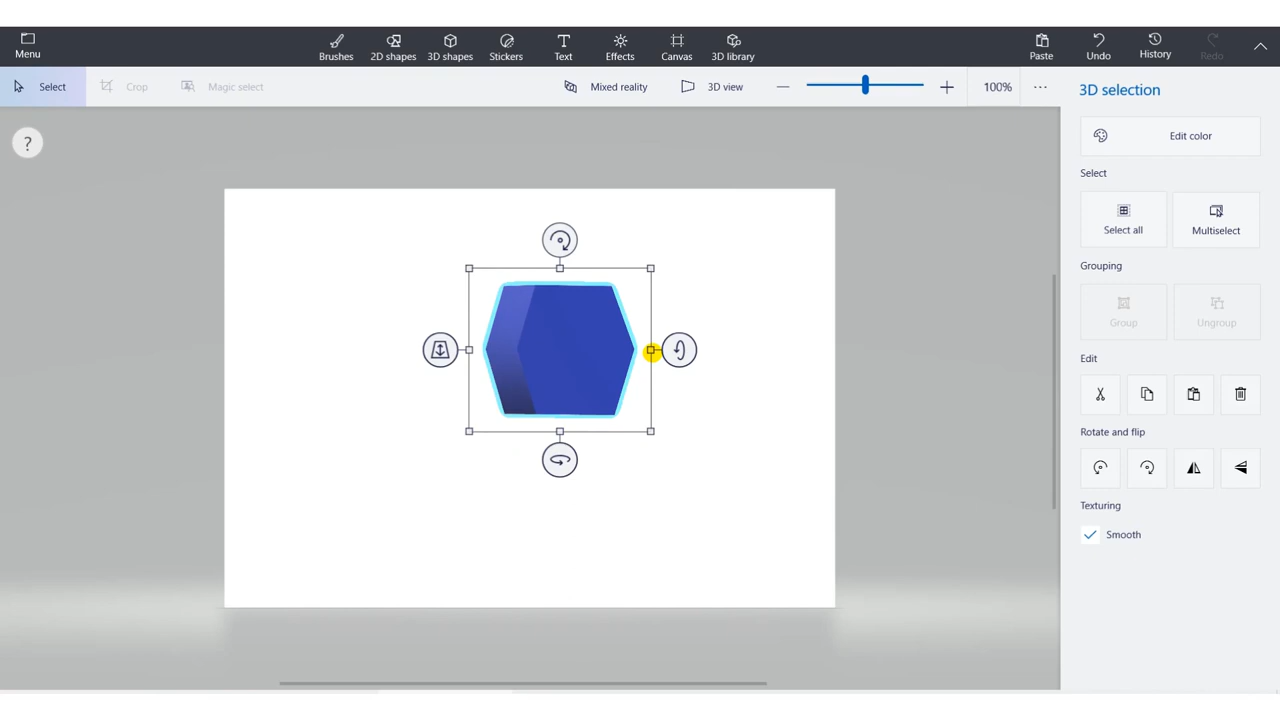 Menu
Brushes
2D shapes
3D shapes
Stickers
Text
Effects
Canvas
3D library
Paste
Undo
History
Redo
Select
Crop
Magic select
Mixed reality
3D view
100%
?
3D selection
Edit color
Select
Select all
Multiselect
Grouping
Group
Ungroup
Edit
Rotate and flip
Texturing
Smooth